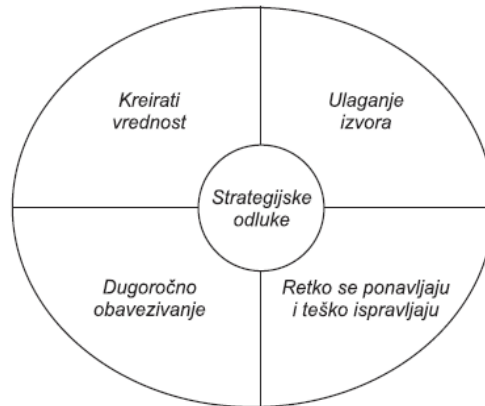 Kreirati
vrednost
Ulaganje
izvora
Strategijske
odluke
Dugoročno
obavezivanje
Retko se ponavljaju
i teško ispravljaju